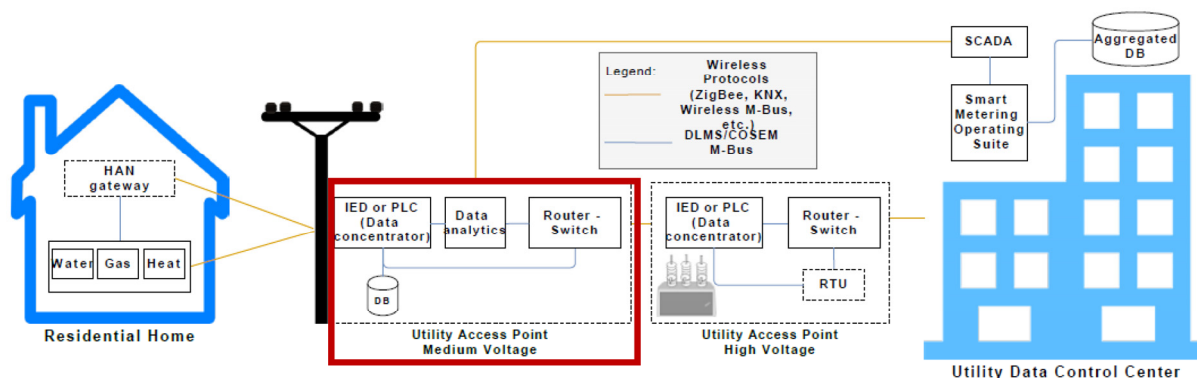 HAN
gateway
Water
Gas
Heat
Residential Home
IED or PLC
(Data
concentrator)
Data
analytics
Router -
Switch
DB
Utility Access Point
Medium Voltage
Legend:
Wireless
Protocols
(ZigBee, KNX,
Wireless M-Bus,
etc.)
DLMS/COSEM
M-Bus
IED or PLC
(Data
concentrator)
Router -
Switch
RTU
Utility Access Point
High Voltage
SCADA
Aggregated
DB
Smart
Metering
Operating
Suite
Utility Data Control Center